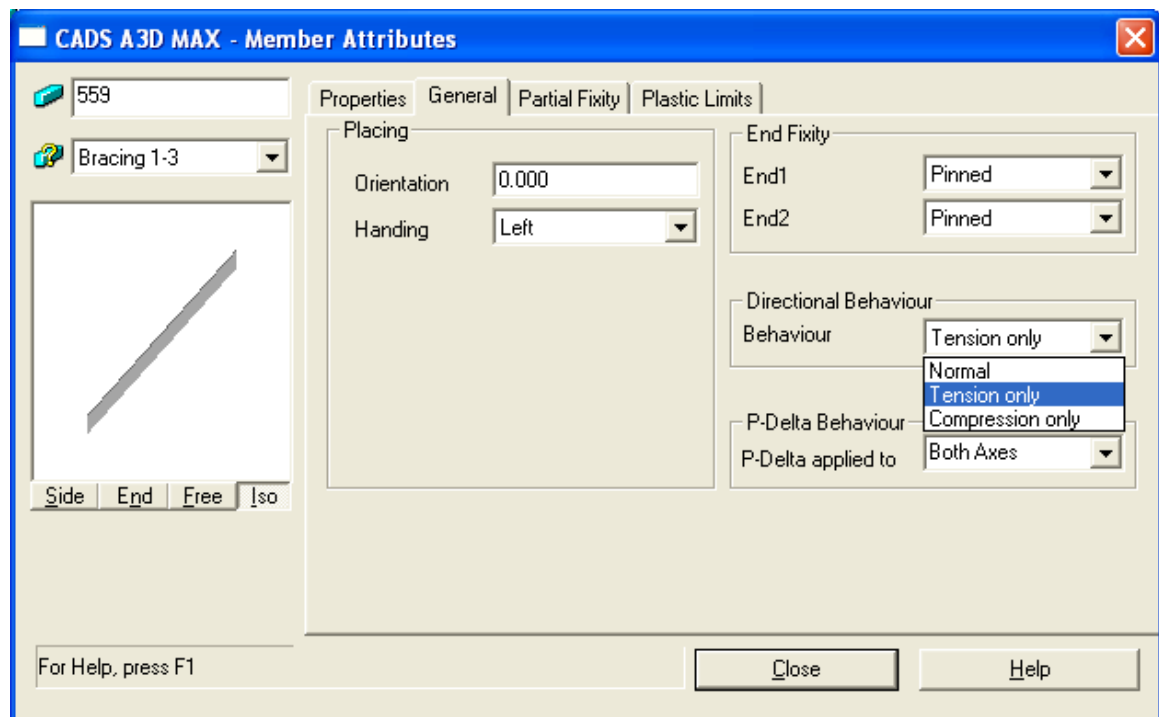 CADS A3D MAX - Member Attributes
559
Bracing 1-3
Side End Free Iso
Properties General Partial Fixity Plastic Limits
Placing
Orientation 0.000
Handing Left
End Fixity
End1 Pinned
End2 Pinned
Directional Behaviour
Behaviour Tension only
Normal
Tension only
Compression only
P-Delta Behaviour
P-Delta applied to Both Axes
For Help, press F1
Close Help